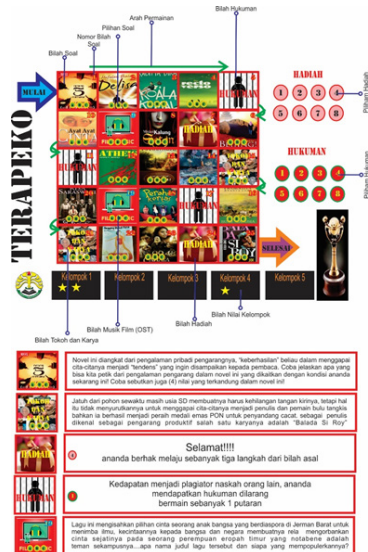 Bilah Hukuman
Arah Permainan
Pilihan Soal
Nomor Bilah
Soal
Bilah Soal
MULAI
TERAPEKO
HADIAH
1 2 3 4
5 6 7 8
Pilihan Hadiah
HUKUMAN
1 2 3 4
5 6 7 8
Pilihan Hukuman
HUKUMAN
HADIAH
HUKUMAN
HUKUMAN
HADIAH
SELESAI
Kelompok 1
Kelompok 2
Kelompok 3
Kelompok 4
Kelompok 5
Bilah Nilai Kelompok
Bilah Hadiah
Bilah Musik Film (OST)
Bilah Tokoh dan Karya
Novel ini diangkat dari pengalaman pribadi pengarangnya, "keberhasilan" beliau dalam menggapai
cita-citanya menjadi "tendens" yang ingin disampaikan kepada pembaca. Coba jelaskan apa yang
bisa kita petik dari pengalaman pengarang dalam novel ini yang dikaitkan dengan kondisi ananda
sekarang ini! Coba sebutkan juga (4) nilai yang terkandung dalam novel ini!
Jatuh dari pohon sewaktu masih usia SD membuatnya harus kehilangan tangan kirinya, tetapi hal
itu tidak menyurutkannya untuk menggapai cita-citanya menjadi penulis dan pemain bulu tangkis
bahkan ia berhasil menjadi peraih medali emas PON untuk penyandang cacat. sebagai penulis
dikenal sebagai pengarang produktif salah satu karyanya adalah "Balada Si Roy"
HADIAH
Selamat!!!!
ananda berhak melaju sebanyak tiga langkah dari bilah asal
HUKUMAN
Kedapatan menjadi plagiator naskah orang lain, ananda
mendapatkan hukuman dilarang
bermain sebanyak 1 putaran
Lagu ini mengisahkan pilihan cinta seorang anak bangsa yang berdiaspora di Jerman Barat untuk
menimba ilmu, kecintaannya kepada bangsa dan negara membuatnya rela mengorbankan
cinta sejatinya pada seorang perempuan eropah timur yang notabene adalah
teman sekampusnya....apa nama judul lagu tersebut dan siapa yang mempopulerkannya?